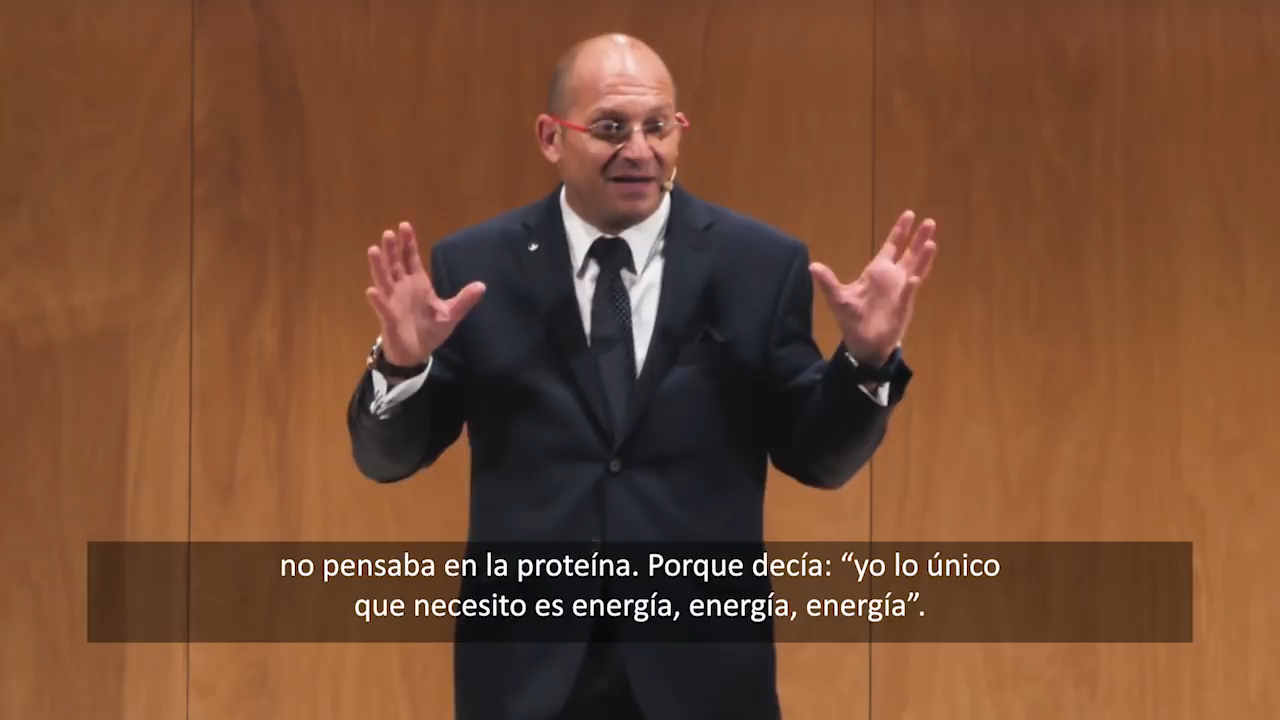 no pensaba en la proteína. Porque decía: “yo lo único
que necesito es energía, energía, energía”.